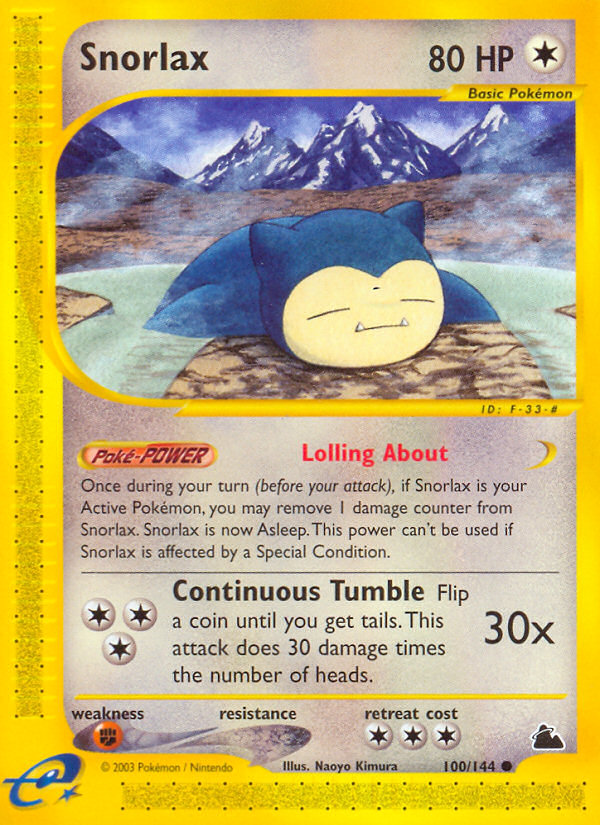 Snorlax
80 HP
Basic Pokémon
ID: F-33-#
Poké-POWER Lolling About
Once during your turn (before your attack), if Snorlax is your
Active Pokémon, you may remove 1 damage counter from
Snorlax. Snorlax is now Asleep. This power can't be used if
Snorlax is affected by a Special Condition.
Continuous Tumble Flip
a coin until you get tails. This
attack does 30 damage times
the number of heads.
30x
weakness resistance retreat cost
© 2003 Pokémon / Nintendo Illus. Naoyo Kimura 100/144
e